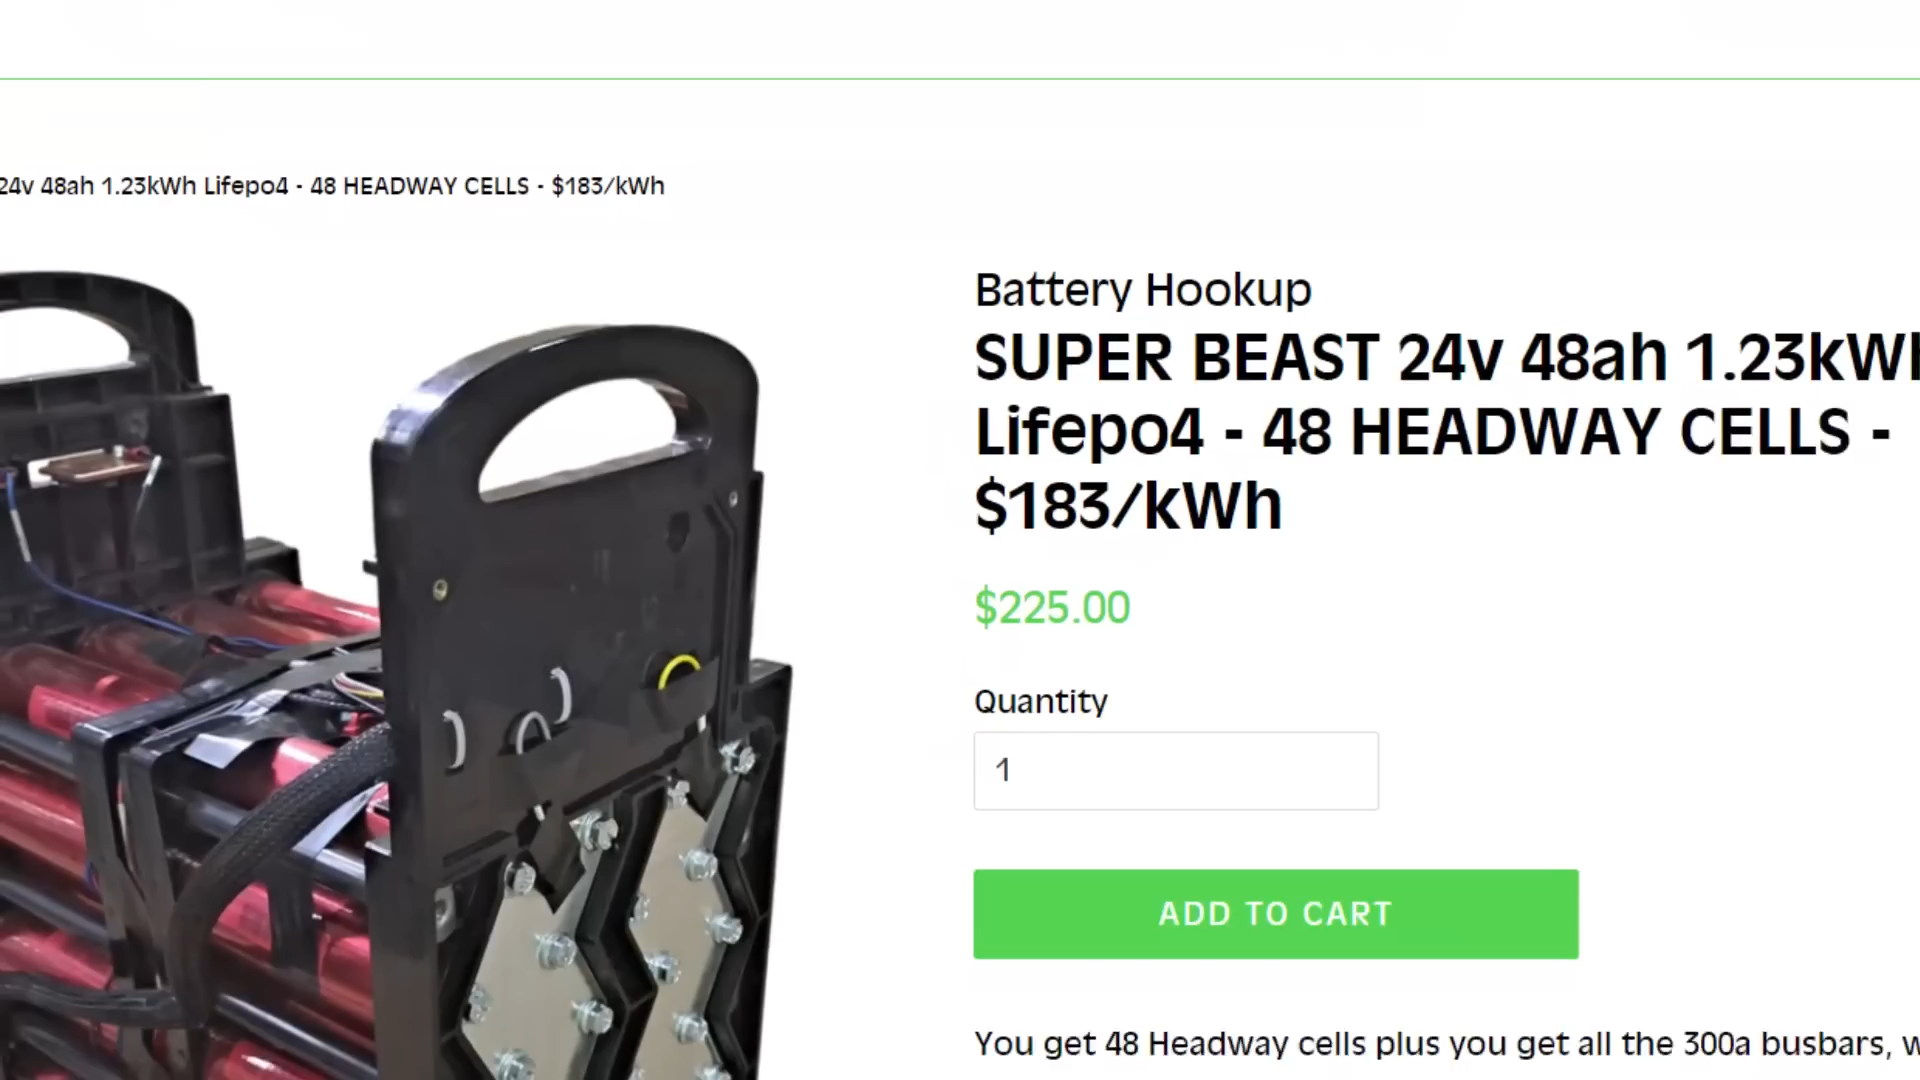 24v 48ah 1.23kWh Lifepo4 - 48 HEADWAY CELLS - $183/kWh
Battery Hookup
SUPER BEAST 24v 48ah 1.23kWh
Lifepo4 - 48 HEADWAY CELLS -
$183/kWh
$225.00
Quantity
1
ADD TO CART
You get 48 Headway cells plus you get all the 300a busbars,